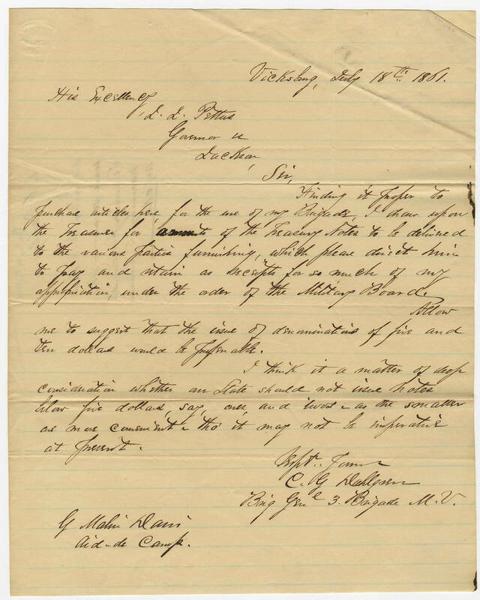 Vicksburg, July 18th 1861.
His Excellency
J. J. Pettus
Governor &c
Jackson
Sir,
Finding it proper to
purchase articles here, for the use of my Brigade, I draw upon
the Treasurer for amounts of the Treasury Notes to be delivered
to the various parties furnishing, which please direct him
to pay and retain as receipts for so much of my
appropriation, under the order of the Military Board.
Allow
me to suggest that the issue of denominations of five and
ten dollars would be preferable.
I think it a matter of deep
consideration whether our State should not issue notes
below five dollars, say, ones, and twos - as the smaller
are more convenient - tho' it may not be imperative
at present.
Respt. Yours
C. G. Dahlgren
Brig Genl 3. Brigade M. V.
G Malin Davis
Aid-de Camp.